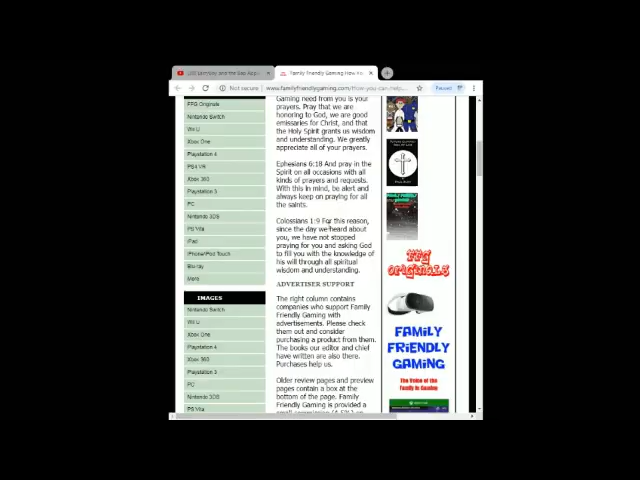 Family Friendly Gaming How
Not secure
www.familyfriendlygaming.com/
Paused
FFG Originals
Nintendo Switch
Wii U
Xbox One
Playstation 4
PS4 VR
Xbox 360
Playstation 3
PC
Nintendo 3DS
PS Vita
iPad
iPhone/iPod Touch
Blu-ray
More
IMAGES
Nintendo Switch
Wii U
Xbox One
Playstation 4
Xbox 360
Playstation 3
PC
Nintendo 3DS
PS Vita
Gaming need from you is your
prayers. Pray that we are
honoring to God, we are good
emissaries for Christ, and that
the Holy Spirit grants us wisdom
and understanding. We greatly
appreciate all of your prayers.
Ephesians 6:18 And pray in the
Spirit on all occasions with all
kinds of prayers and requests.
With this in mind, be alert and
always keep on praying for all
the saints.
Colossians 1:9 For this reason,
since the day we heard about
you, we have not stopped
praying for you and asking God
to fill you with the knowledge of
his will through all spiritual
wisdom and understanding.
ADVERTISER SUPPORT
The right column contains
companies who support Family
Friendly Gaming with
advertisements. Please check
them out and consider
purchasing a product from them.
The books our editor and chief
have written are also there.
Purchases help us.
Older review pages and preview
pages contain a box at the
bottom of the page. Family
Friendly Gaming is provided a
FFG
ORIGINALS
FAMILY
FRIENDLY
GAMING
The Voice of the
Family in Gaming